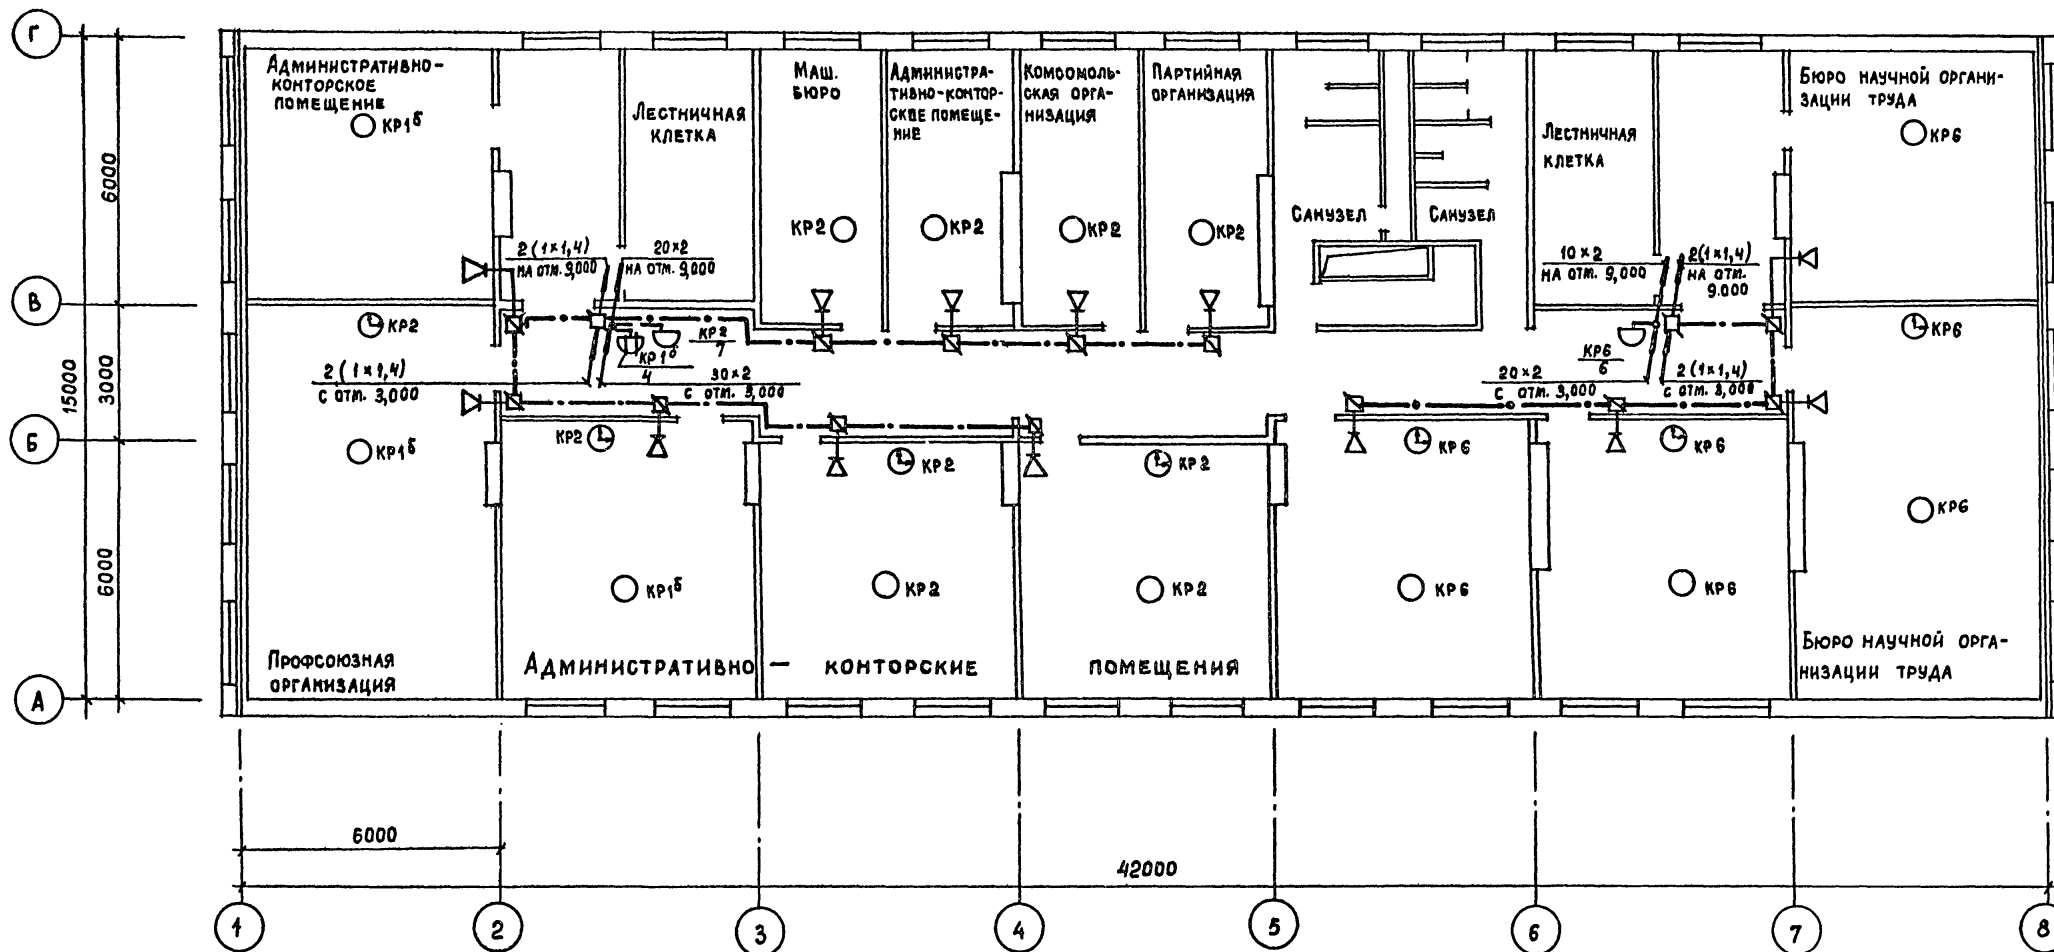 Г
Административно-
конторское
помещение
КР1б
Лестничная
клетка
Маш.
бюро
Администра-
тивно-контор-
ское помеще-
ние
Комсомоль-
ская орга-
низация
Партийная
организация
Бюро научной органи-
зации труда
КР6
Лестничная
клетка
6000
КР2
КР2
КР2
КР2
Санузел
Санузел
2(1×1,4)
на отм. 9,000
20×2
на отм. 9,000
10×2
на отм. 9,000
2(1×1,4)
на отм.
9.000
В
КР2
КР2
7
КР1б
4
КР6
6
КР6
2(1×1,4)
с отм. 3,000
30×2
с отм. 3,000
20×2
с отм. 3,000
2(1×1,4)
с отм. 3,000
15000
3000
Б
КР1б
КР2
КР2
КР2
КР6
КР6
КР6
6000
КР1б
КР2
КР2
КР6
КР6
Профсоюзная
организация
Административно – конторские помещения
Бюро научной орга-
низации труда
А
6000
42000
1
2
3
4
5
6
7
8